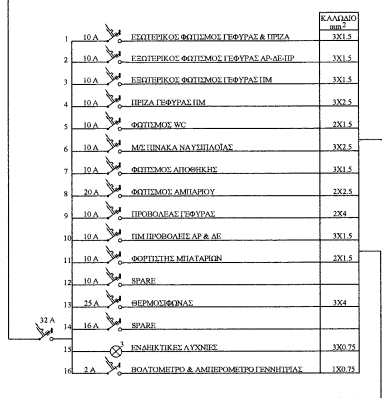 ΚΑΛΩΔΙΟ
mm2
1 10 A ΕΣΩΤΕΡΙΚΟΣ ΦΩΤΙΣΜΟΣ ΓΕΦΥΡΑΣ & ΠΡΙΖΑ 3X1.5
2 10 A ΕΞΩΤΕΡΙΚΟΣ ΦΩΤΙΣΜΟΣ ΓΕΦΥΡΑΣ ΑΡ-ΔΕ-ΠΡ 3X1.5
3 10 A ΕΞΩΤΕΡΙΚΟΣ ΦΩΤΙΣΜΟΣ ΓΕΦΥΡΑΣ ΠΜ 3X1.5
4 10 A ΠΡΙΖΑ ΓΕΦΥΡΑΣ ΠΜ 3X2.5
5 10 A ΦΩΤΙΣΜΟΣ WC 2X1.5
6 10 A Μ/Σ ΠΙΝΑΚΑ ΝΑΥΣΙΠΛΟΪΑΣ 3X2.5
7 10 A ΦΩΤΙΣΜΟΣ ΑΠΟΘΗΚΗΣ 3X1.5
8 20 A ΦΩΤΙΣΜΟΣ ΑΜΠΑΡΙΟΥ 2X2.5
9 10 A ΠΡΟΒΟΛΕΑΣ ΓΕΦΥΡΑΣ 2X4
10 10 A ΠΜ ΠΡΟΒΟΛΕΙΣ ΑΡ & ΔΕ 3X1.5
11 10 A ΦΟΡΤΙΣΤΗΣ ΜΠΑΤΑΡΙΩΝ 2X1.5
12 10 A SPARE
13 25 A ΘΕΡΜΟΣΙΦΩΝΑΣ 3X4
14 16 A SPARE
32 A
15 3 ΕΝΔΕΙΚΤΙΚΕΣ ΛΥΧΝΙΕΣ 3X0.75
16 2 A ΒΟΛΤΟΜΕΤΡΟ & ΑΜΠΕΡΟΜΕΤΡΟ ΓΕΝΝΗΤΡΙΑΣ 1X0.75